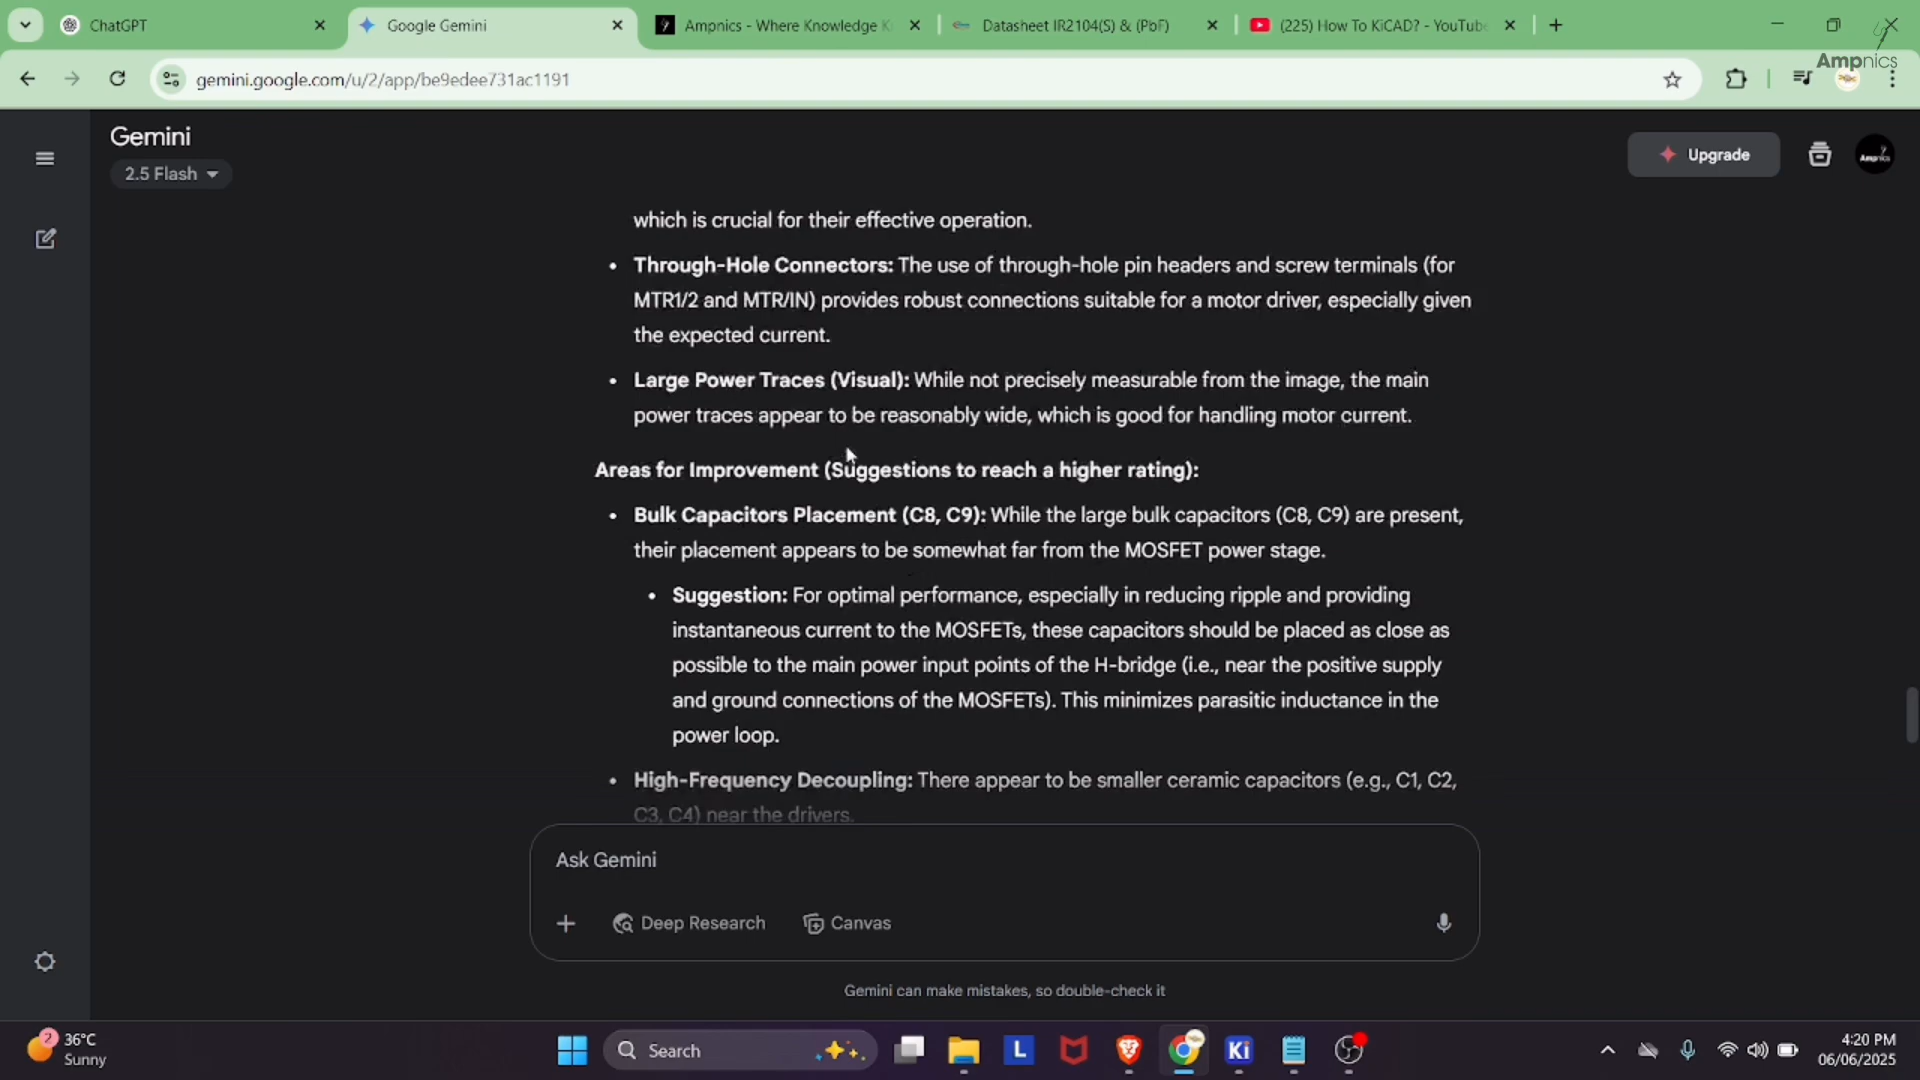 ChatGPT
Google Gemini
Ampnics - Where Knowledge K
Datasheet IR2104(S) & (PbF)
(225) How To KiCAD? - YouTube
gemini.google.com/u/2/app/be9edee731ac1191
Ampnics
Gemini
2.5 Flash
Upgrade
Ampnics
which is crucial for their effective operation.
• Through-Hole Connectors: The use of through-hole pin headers and screw terminals (for
MTR1/2 and MTR/IN) provides robust connections suitable for a motor driver, especially given
the expected current.
• Large Power Traces (Visual): While not precisely measurable from the image, the main
power traces appear to be reasonably wide, which is good for handling motor current.
Areas for Improvement (Suggestions to reach a higher rating):
• Bulk Capacitors Placement (C8, C9): While the large bulk capacitors (C8, C9) are present,
their placement appears to be somewhat far from the MOSFET power stage.
• Suggestion: For optimal performance, especially in reducing ripple and providing
instantaneous current to the MOSFETs, these capacitors should be placed as close as
possible to the main power input points of the H-bridge (i.e., near the positive supply
and ground connections of the MOSFETs). This minimizes parasitic inductance in the
power loop.
• High-Frequency Decoupling: There appear to be smaller ceramic capacitors (e.g., C1, C2,
C3, C4) near the drivers.
Ask Gemini
Deep Research
Canvas
Gemini can make mistakes, so double-check it
2
36°C
Sunny
Search
L
Ki
4:20 PM
06/06/2025